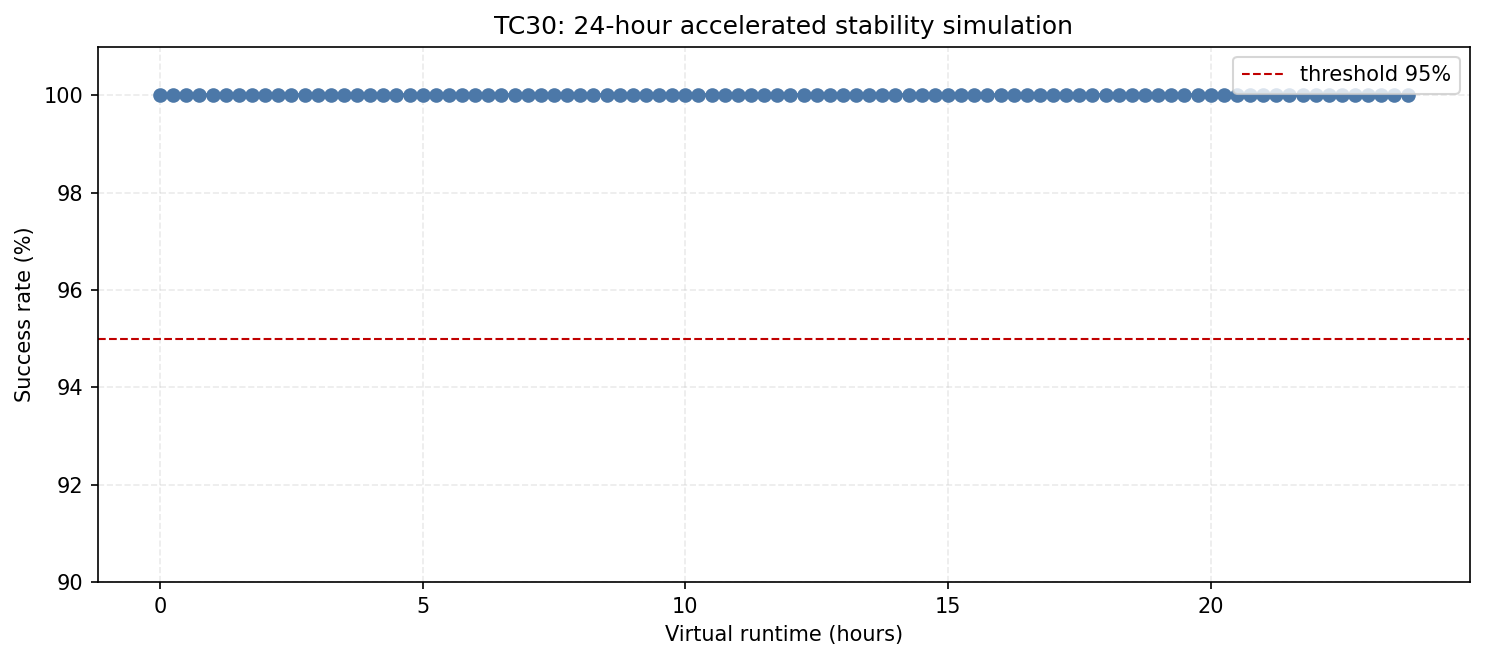 TC30: 24-hour accelerated stability simulation
threshold 95%
Success rate (%)
100
98
96
94
92
90
0 5 10 15 20
Virtual runtime (hours)